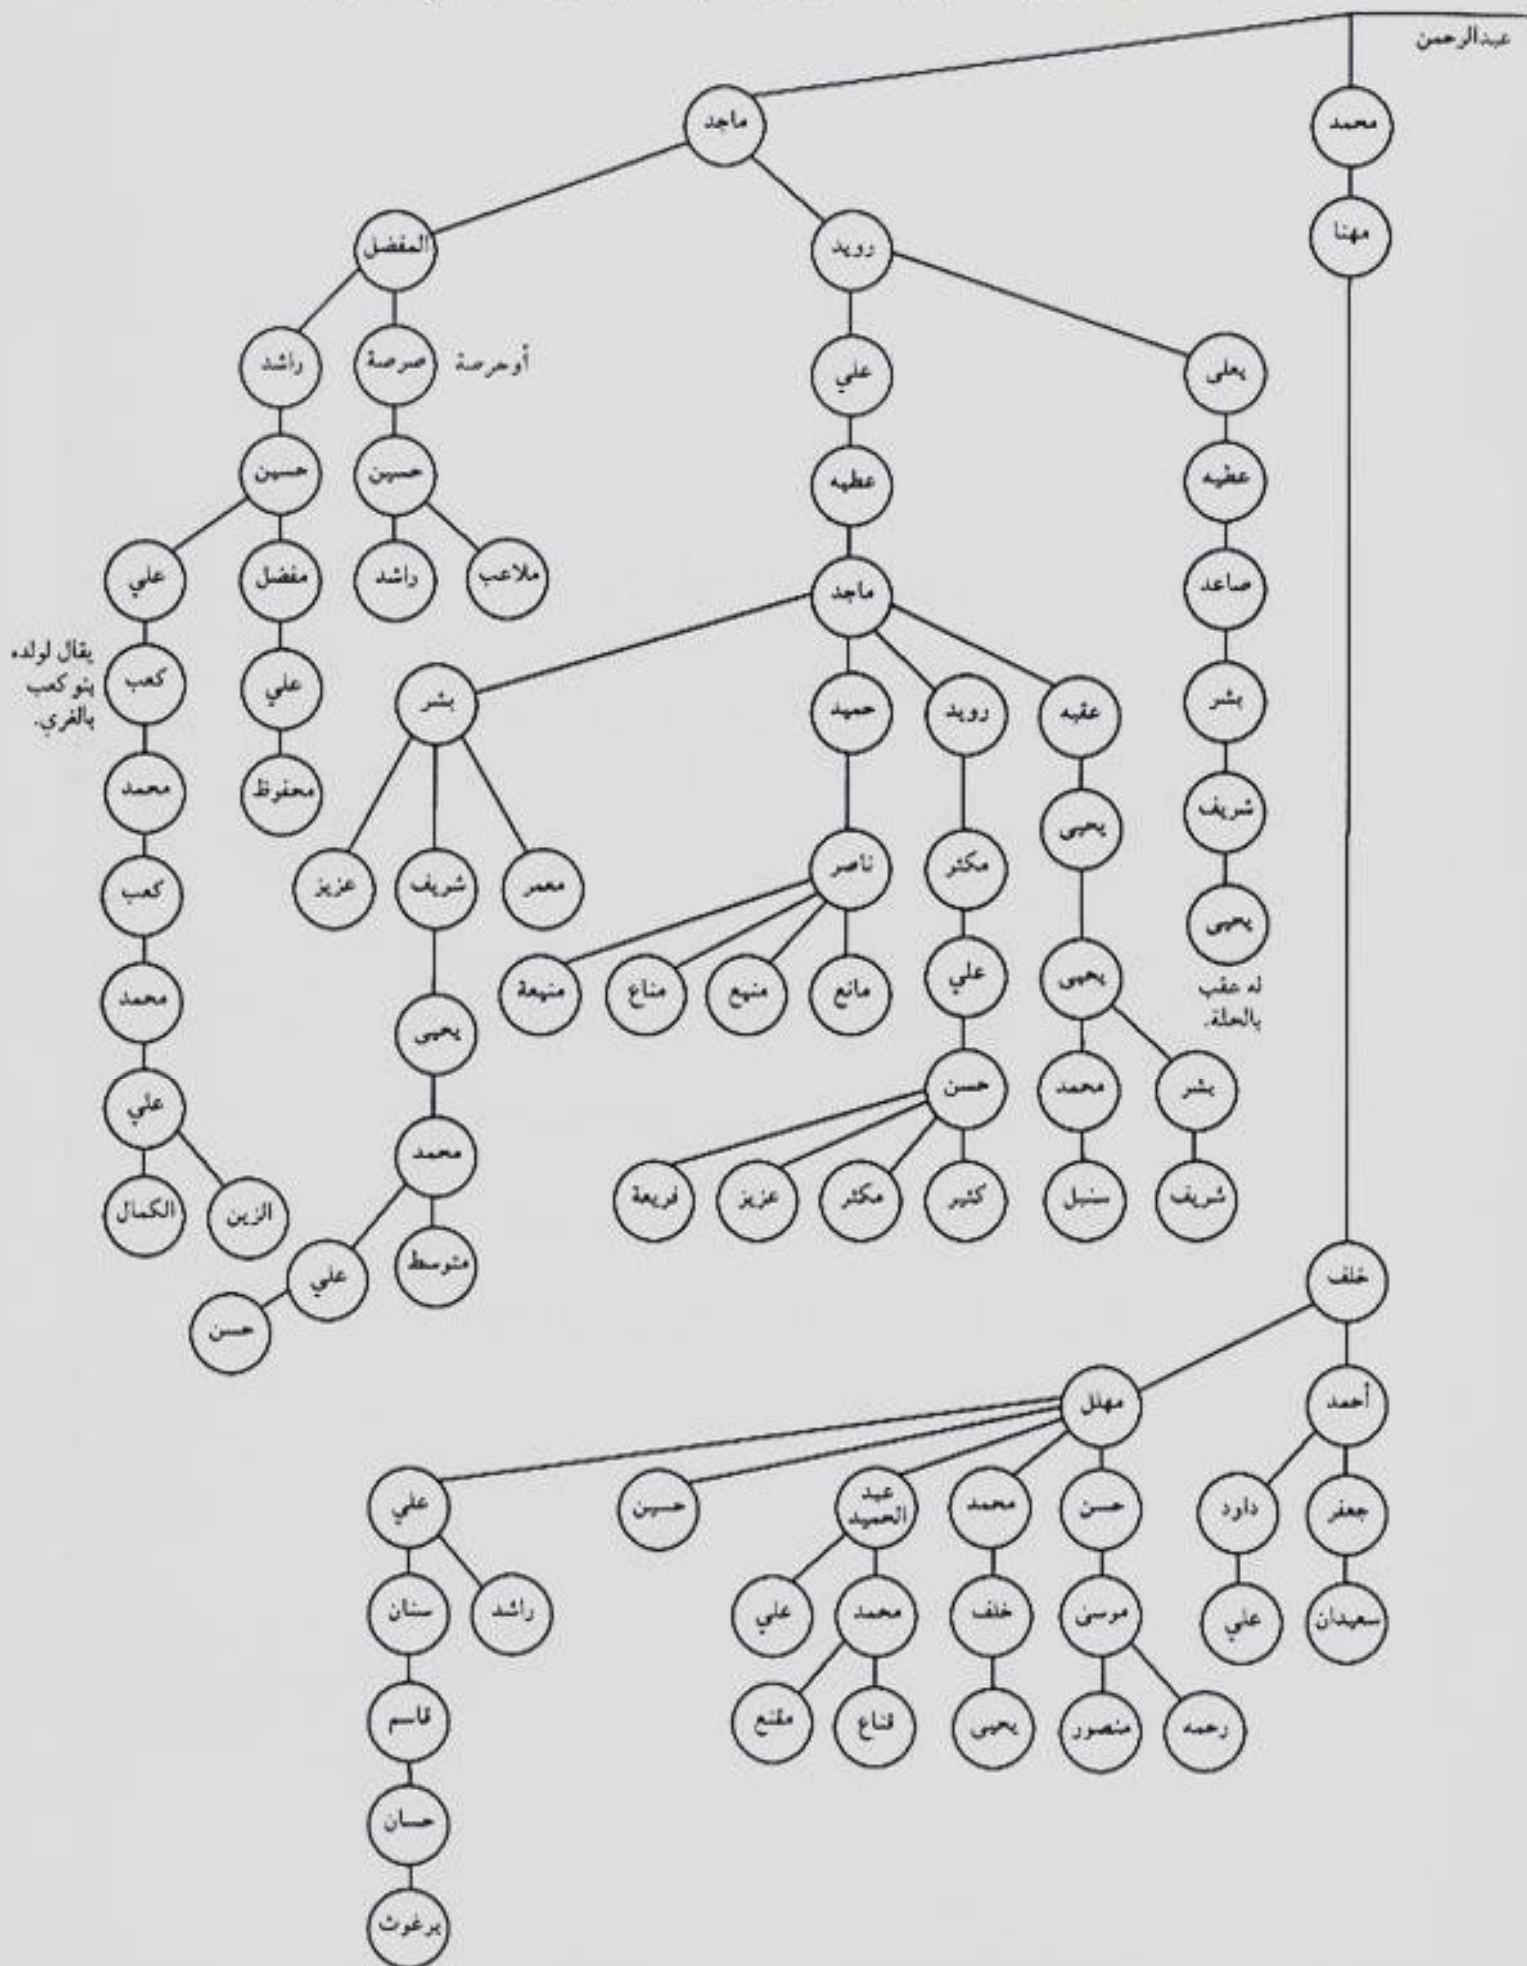 عبدالرحمن
محمد
ماجد
مهنا
رويد
المفضل
يعلى
علي
أو حرصة
صرصة
راشد
عطيه
عطيه
حسين
حسين
صاعد
ماجد
ملاعب
راشد
مفضل
علي
بشر
عقبه
رويد
حميد
بشر
علي
كعب
يقال لولده
بنو كعب
بالغري.
شريف
يحيى
محفوظ
محمد
مكثر
ناصر
معمر
شريف
عزيز
كعب
يحيى
له عقب
بالحلة.
يحيى
علي
مانع
منيع
مناع
منيعة
محمد
يحيى
بشر
محمد
حسن
علي
محمد
شريف
سنبل
كثير
مكثر
عزيز
فريعة
الزين
الكمال
متوسط
علي
حسن
خلف
أحمد
مهلل
جعفر
داود
حسن
محمد
عبد
الحميد
حسين
علي
سعيدان
علي
موسى
خلف
محمد
علي
راشد
سنان
رحمه
منصور
يحيى
قناع
مقنع
قاسم
حسان
برغوث